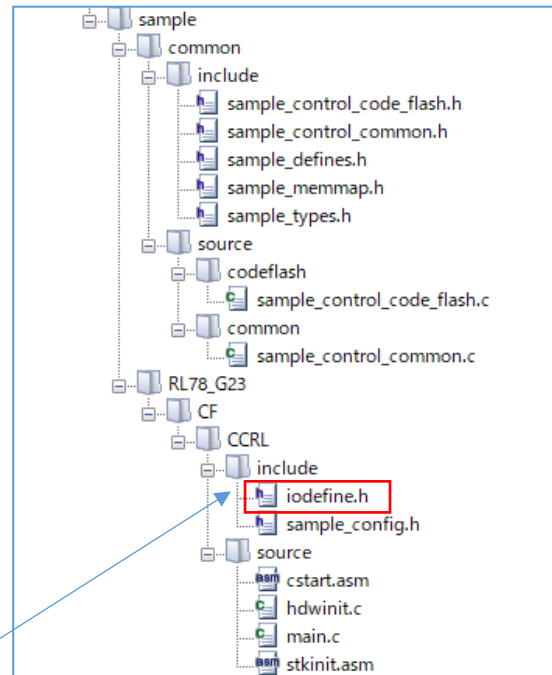 sample
common
include
sample_control_code_flash.h
sample_control_common.h
sample_defines.h
sample_memmap.h
sample_types.h
source
codeflash
sample_control_code_flash.c
common
sample_control_common.c
RL78_G23
CF
CCRL
include
iodefine.h
sample_config.h
source
cstart.asm
hdwinit.c
main.c
stkinit.asm